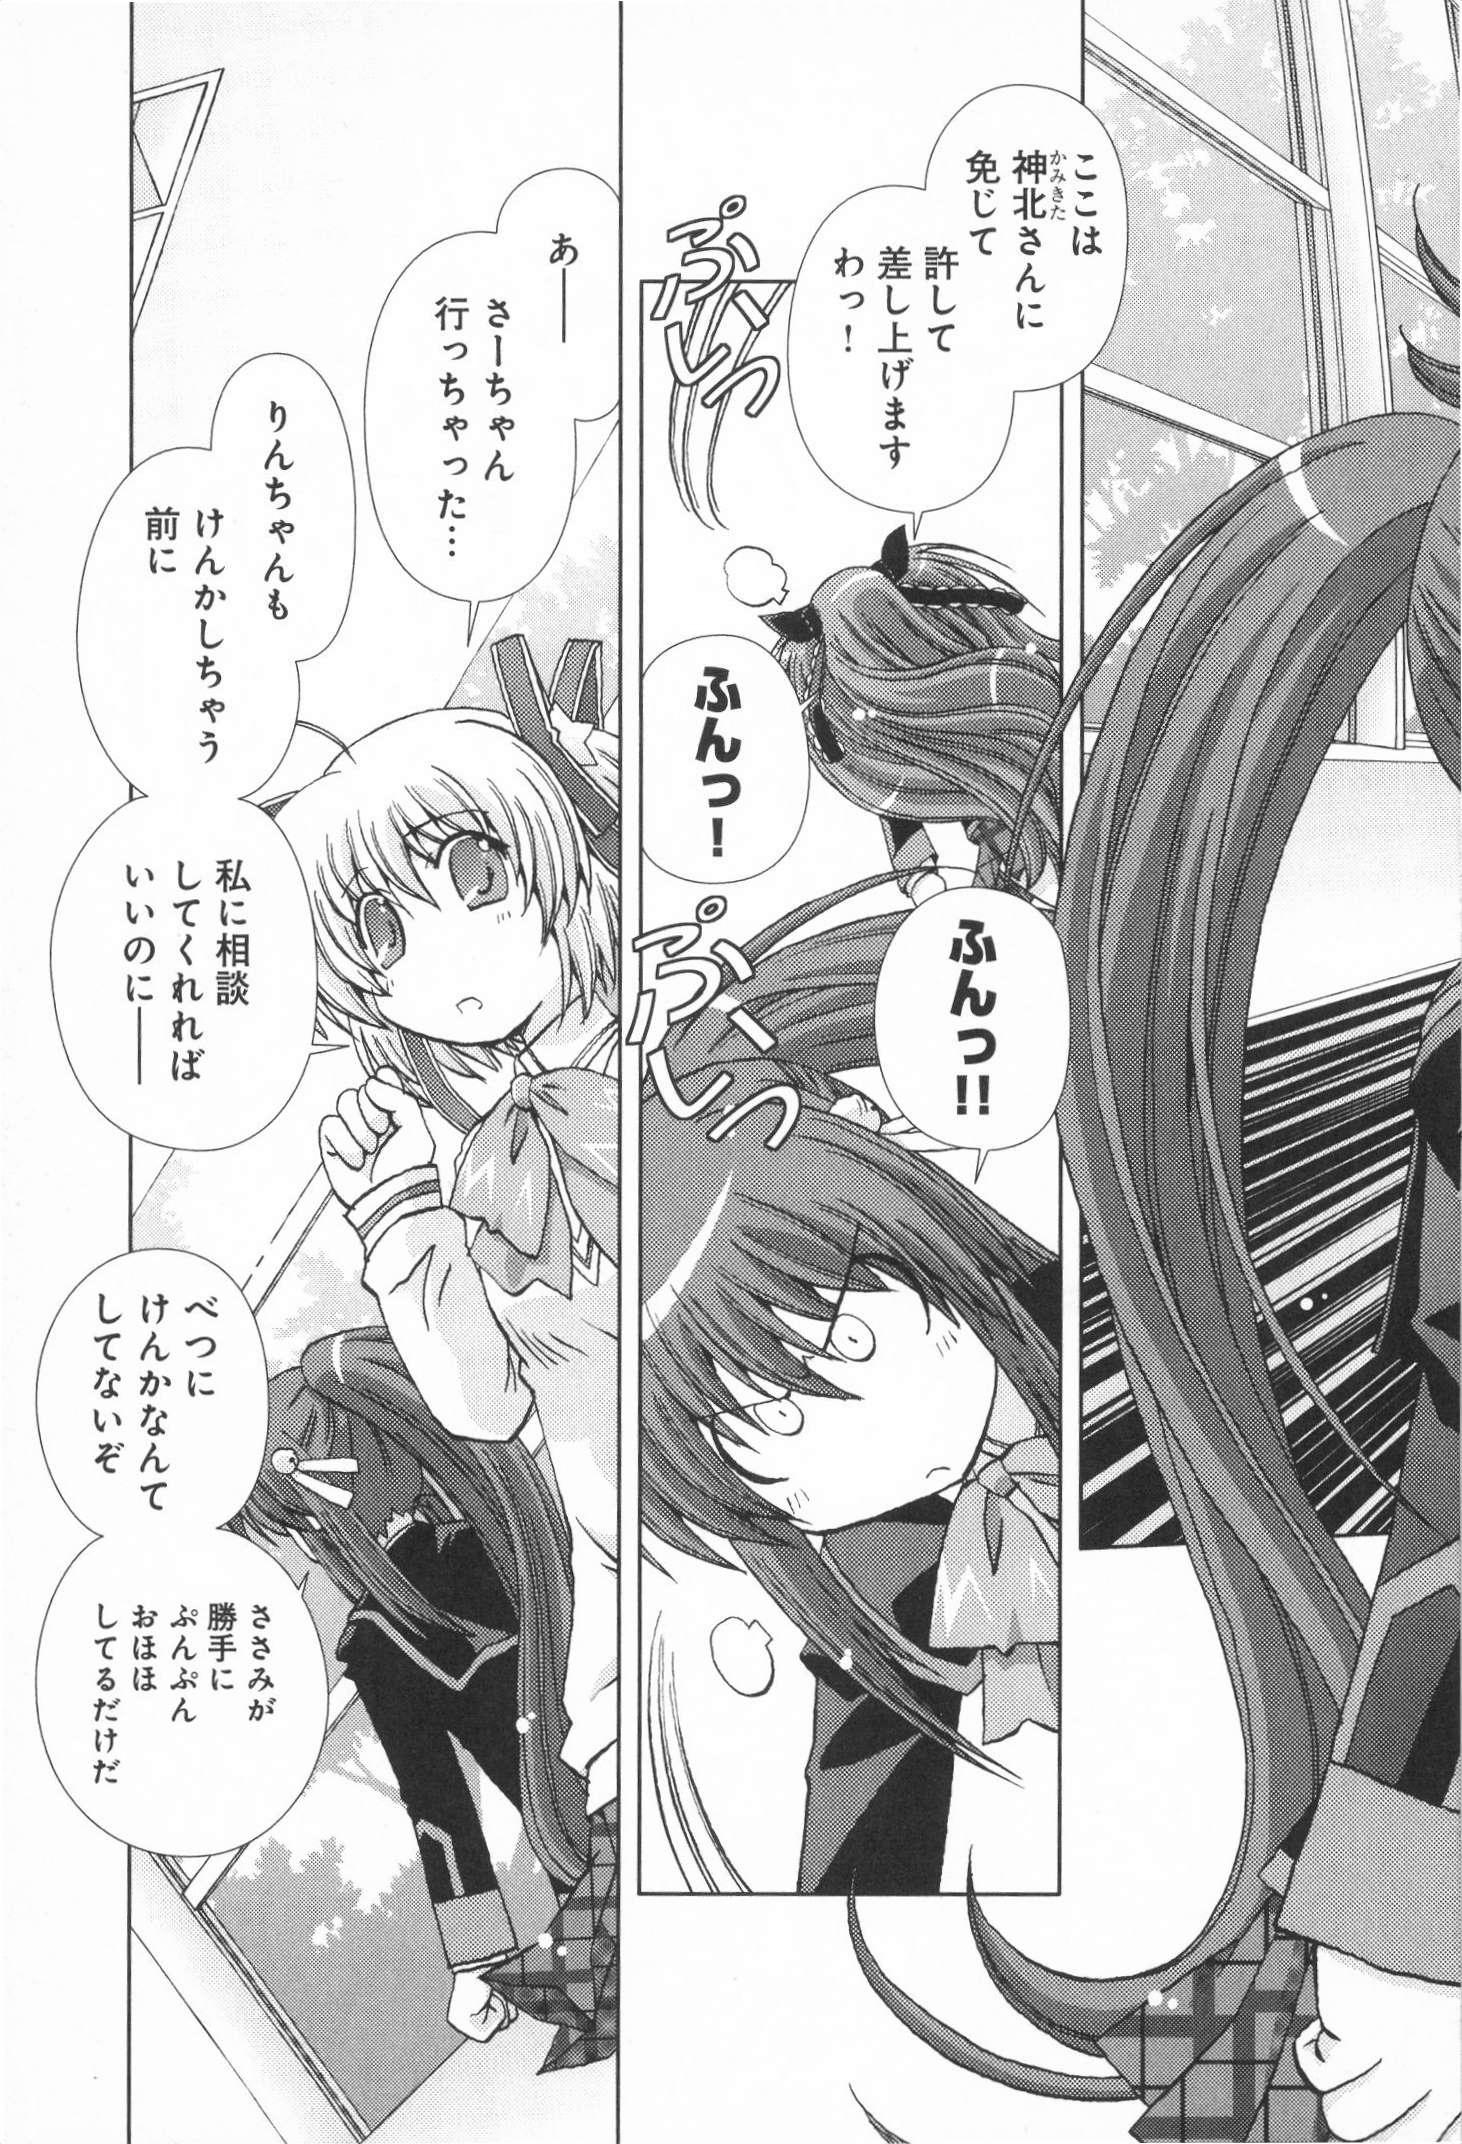 ここは
神北さんに
かみきた
免じて
許して
差し上げます
わっ！
ぷいっ
ふんっ！
ふんっ!!
ぷいっ
あ――
さーちゃん
行っちゃった…
りんちゃんも
けんかしちゃう
前に
私に相談
してくれれば
いいのに――
べつに
けんかなんて
してないぞ
ささみが
勝手に
ぷんぷん
おほほ
してるだけだ